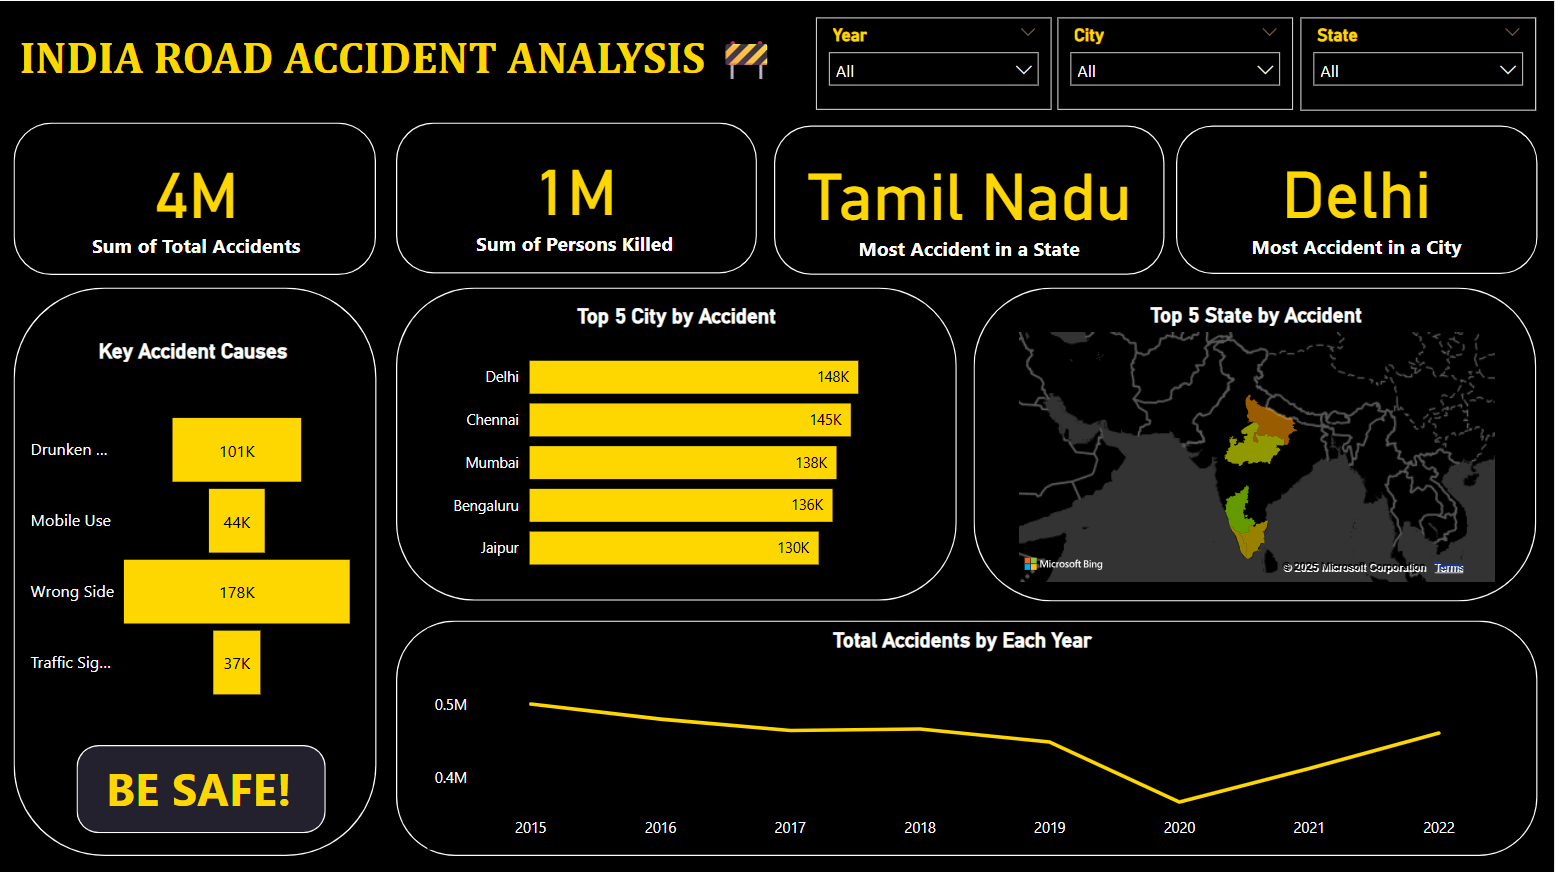 INDIA ROAD ACCIDENT ANALYSIS
Year
All
City
All
State
All
4M
Sum of Total Accidents
1M
Sum of Persons Killed
Tamil Nadu
Most Accident in a State
Delhi
Most Accident in a City
Key Accident Causes
Drunken ...
101K
Mobile Use
44K
Wrong Side
178K
Traffic Sig...
37K
BE SAFE!
Top 5 City by Accident
Delhi
148K
Chennai
145K
Mumbai
138K
Bengaluru
136K
Jaipur
130K
Top 5 State by Accident
Microsoft Bing
© 2025 Microsoft Corporation Terms
Total Accidents by Each Year
0.5M
0.4M
2015 2016 2017 2018 2019 2020 2021 2022